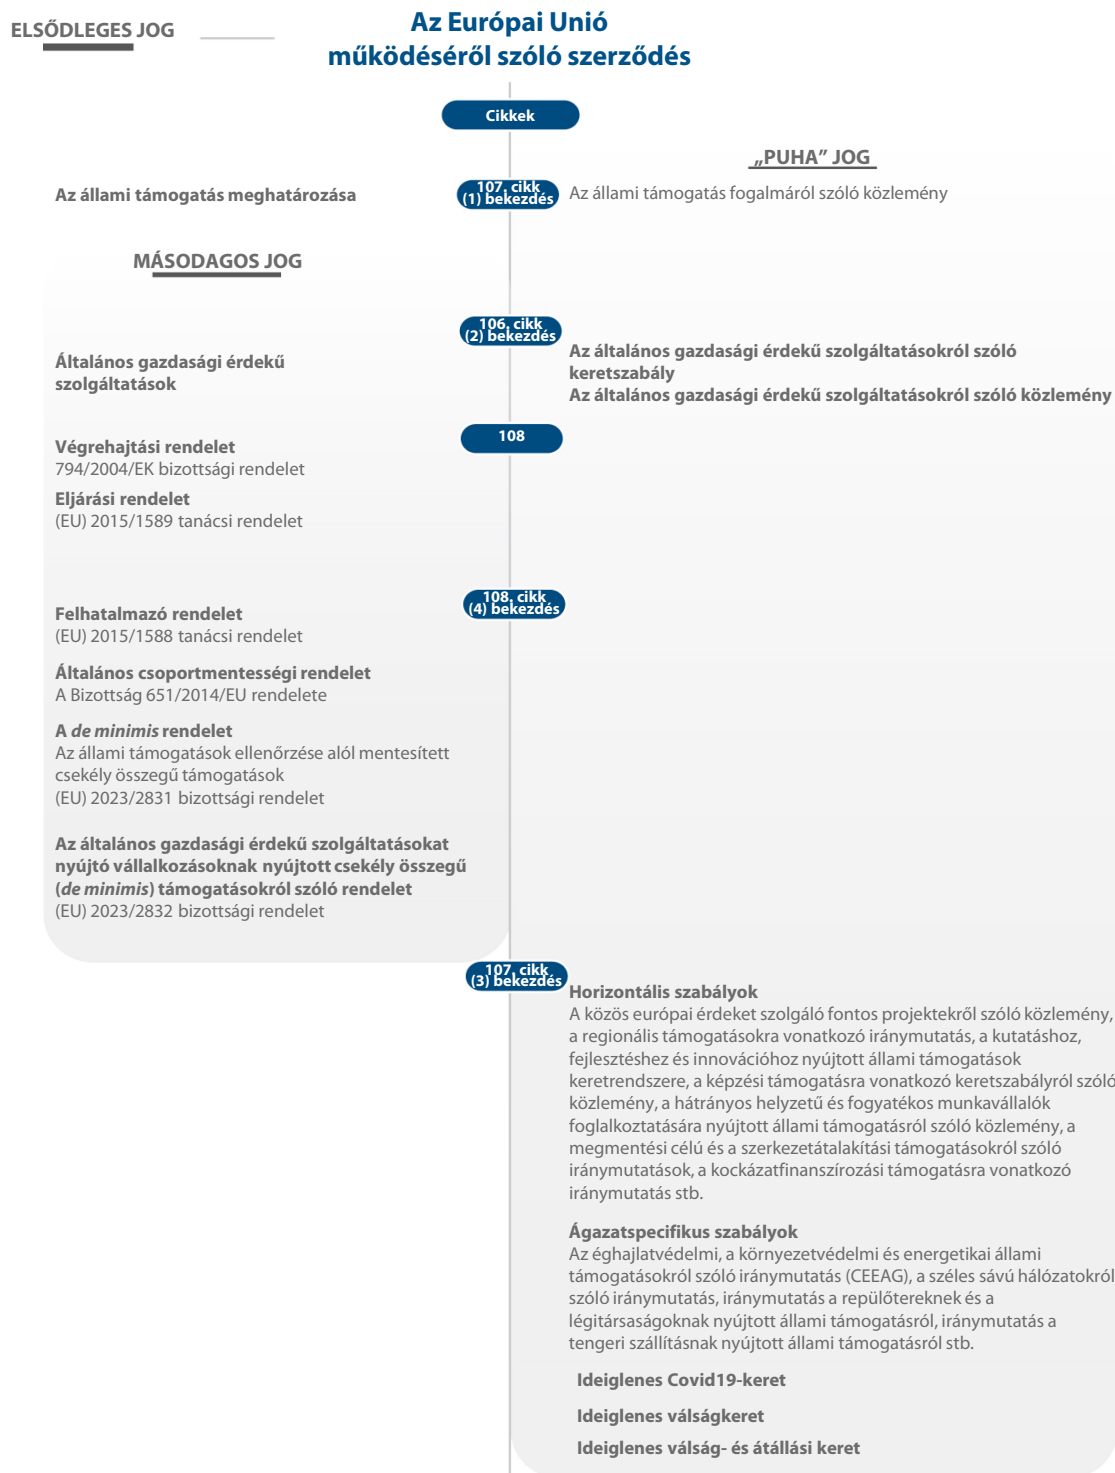 ELSŐDLEGES JOG
Az Európai Unió
működéséről szóló szerződés
Cikkek
„PUHA” JOG
Az állami támogatás meghatározása
107. cikk
(1) bekezdés
Az állami támogatás fogalmáról szóló közlemény
MÁSODAGOS JOG
106. cikk
(2) bekezdés
Általános gazdasági érdekű
szolgáltatások
Az általános gazdasági érdekű szolgáltatásokról szóló
keretszabály
Az általános gazdasági érdekű szolgáltatásokról szóló közlemény
108
Végrehajtási rendelet
794/2004/EK bizottsági rendelet
Eljárási rendelet
(EU) 2015/1589 tanácsi rendelet
108. cikk
(4) bekezdés
Felhatalmazó rendelet
(EU) 2015/1588 tanácsi rendelet
Általános csoportmentességi rendelet
A Bizottság 651/2014/EU rendelete
A de minimis rendelet
Az állami támogatások ellenőrzése alól mentesített
csekély összegű támogatások
(EU) 2023/2831 bizottsági rendelet
Az általános gazdasági érdekű szolgáltatásokat
nyújtó vállalkozásoknak nyújtott csekély összegű
(de minimis) támogatásokról szóló rendelet
(EU) 2023/2832 bizottsági rendelet
107. cikk
(3) bekezdés
Horizontális szabályok
A közös európai érdeket szolgáló fontos projektekről szóló közlemény,
a regionális támogatásokra vonatkozó iránymutatás, a kutatáshoz,
fejlesztéshez és innovációhoz nyújtott állami támogatások
keretrendszere, a képzési támogatásra vonatkozó keretszabályról szóló
közlemény, a hátrányos helyzetű és fogyatékos munkavállalók
foglalkoztatására nyújtott állami támogatásról szóló közlemény, a
megmentési célú és a szerkezetátalakítási támogatásokról szóló
iránymutatások, a kockázatfinanszírozási támogatásra vonatkozó
iránymutatás stb.
Ágazatspecifikus szabályok
Az éghajlatvédelmi, a környezetvédelmi és energetikai állami
támogatásokról szóló iránymutatás (CEEAG), a széles sávú hálózatokról
szóló iránymutatás, iránymutatás a repülőtereknek és a
légitársaságoknak nyújtott állami támogatásról, iránymutatás a
tengeri szállításnak nyújtott állami támogatásról stb.
Ideiglenes Covid19-keret
Ideiglenes válságkeret
Ideiglenes válság- és átállási keret